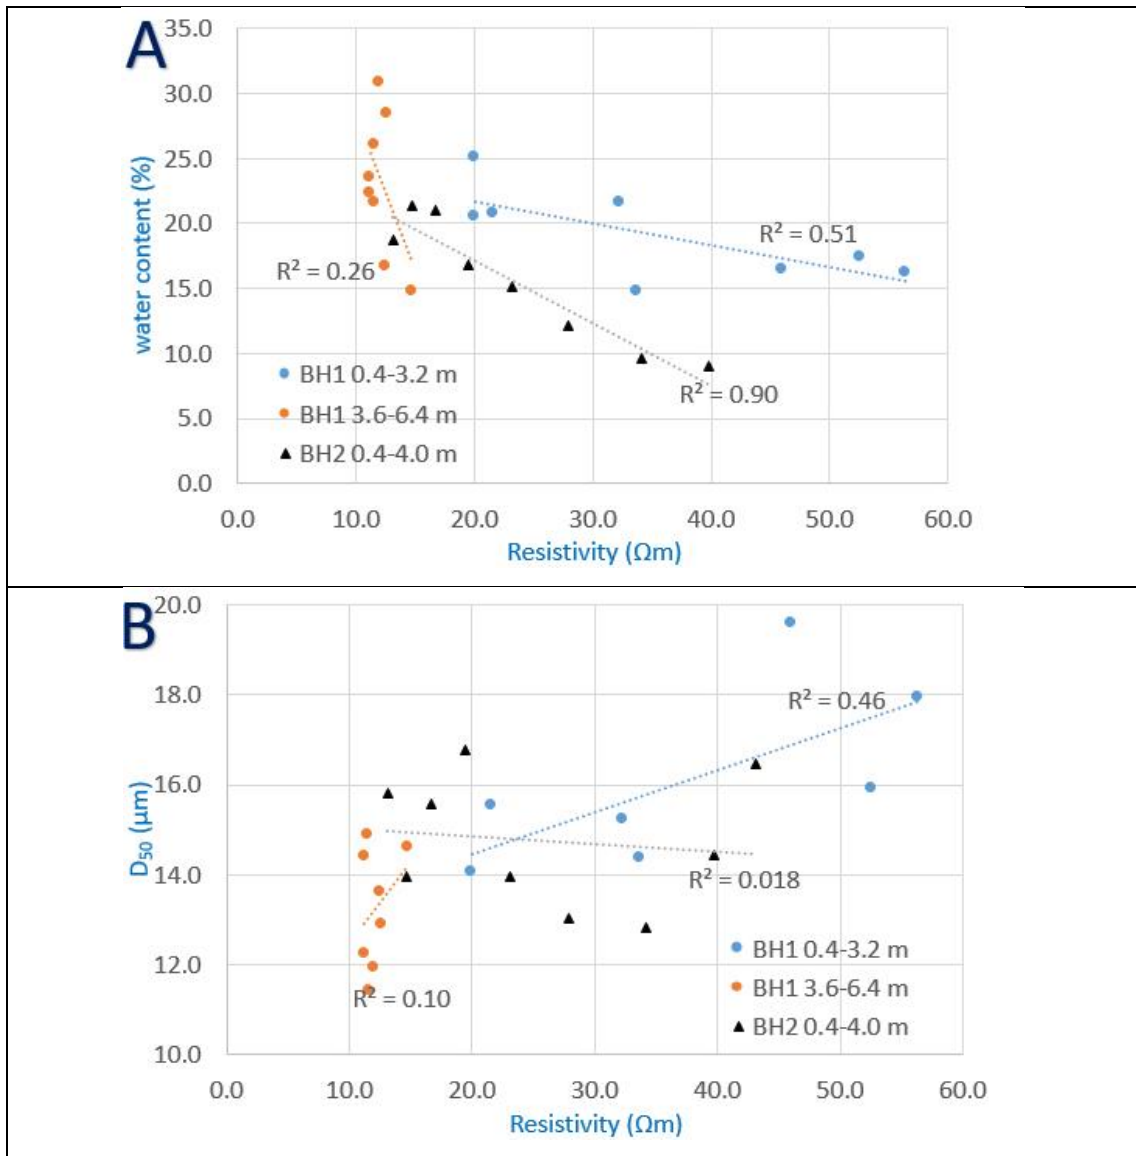 A
35.0
30.0
25.0
20.0
15.0
10.0
5.0
0.0
water content (%)
R² = 0.51
R² = 0.26
R² = 0.90
BH1 0.4-3.2 m
BH1 3.6-6.4 m
BH2 0.4-4.0 m
0.0 10.0 20.0 30.0 40.0 50.0 60.0
Resistivity (Ωm)
B
20.0
18.0
16.0
14.0
12.0
10.0
D₅₀ (µm)
R² = 0.46
R² = 0.018
R² = 0.10
BH1 0.4-3.2 m
BH1 3.6-6.4 m
BH2 0.4-4.0 m
0.0 10.0 20.0 30.0 40.0 50.0 60.0
Resistivity (Ωm)